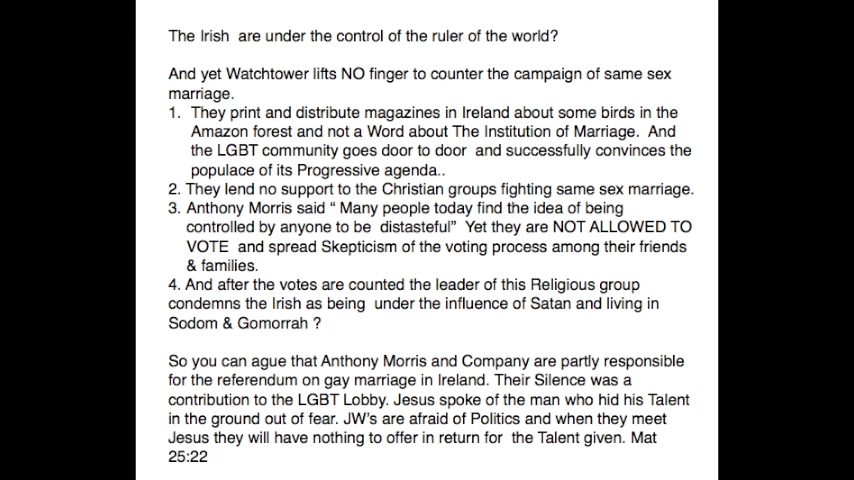 The Irish  are under the control of the ruler of the world?
And yet Watchtower lifts NO finger to counter the campaign of same sex
marriage.
1.  They print and distribute magazines in Ireland about some birds in the
Amazon forest and not a Word about The Institution of Marriage.  And
the LGBT community goes door to door  and successfully convinces the
populace of its Progressive agenda..
2. They lend no support to the Christian groups fighting same sex marriage.
3. Anthony Morris said “ Many people today find the idea of being
controlled by anyone to be  distasteful”  Yet they are NOT ALLOWED TO
VOTE  and spread Skepticism of the voting process among their friends
& families.
4. And after the votes are counted the leader of this Religious group
condemns the Irish as being  under the influence of Satan and living in
Sodom & Gomorrah ?
So you can ague that Anthony Morris and Company are partly responsible
for the referendum on gay marriage in Ireland. Their Silence was a
contribution to the LGBT Lobby. Jesus spoke of the man who hid his Talent
in the ground out of fear. JW's are afraid of Politics and when they meet
Jesus they will have nothing to offer in return for  the Talent given. Mat
25:22